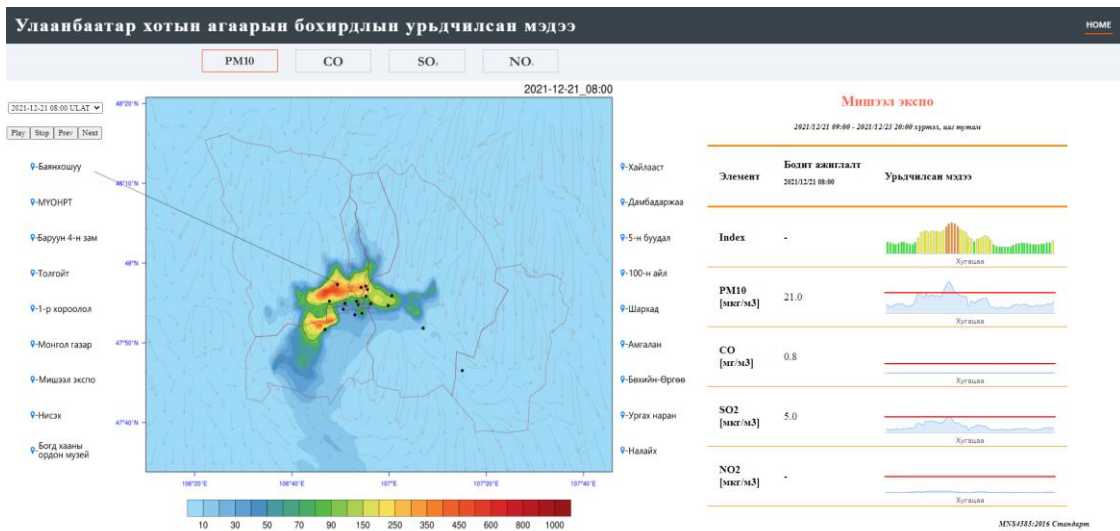 Улаанбаатар хотын агаарын бохирдлын урьдчилсан мэдээ
HOME
PM10
CO
SO₂
NO₂
2021-12-21_08:00
2021-12-21 08:00 ULAT
Play Stop Prev Next
Баянхошуу
МҮОНРТ
Баруун 4-н зам
Толгойт
1-р хороолол
Монгол газар
Мишээл экспо
Нисэх
Богд хааны
ордон музей
48°20'N
48°10'N
48°N
47°50'N
47°40'N
106°20'E 106°40'E 107°E 107°20'E 107°40'E
10 30 50 70 90 150 250 350 450 600 800 1000
-Хайлааст
-Дамбадаржаа
-5-н буудал
-100-н айл
-Шархад
-Амгалан
-Бөхийн-Өргөө
-Ургах наран
-Налайх
Мишээл экспо
2021/12/21 09:00 - 2021/12/23 20:00 хүртэл, цаг тутам
Элемент
Бодит ажиглалт
2021/12/21 08:00
Урьдчилсан мэдээ
Index - Хугацаа
PM10
[мкг/м3] 21.0 Хугацаа
CO
[мг/м3] 0.8 Хугацаа
SO2
[мкг/м3] 5.0 Хугацаа
NO2
[мкг/м3] - Хугацаа
MNS4585:2016 Стандарт